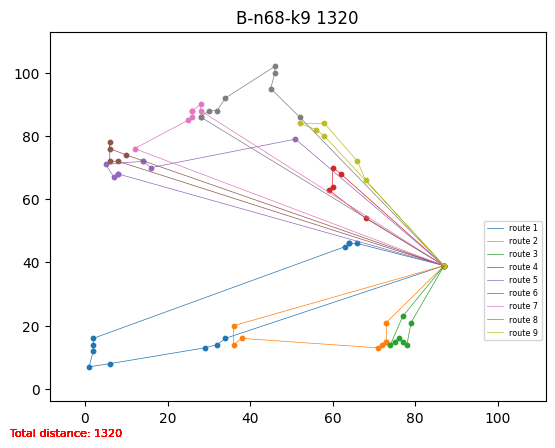 B-n68-k9 1320
100
80
60
40
20
0
0
20
40
60
80
100
route 1
route 2
route 3
route 4
route 5
route 6
route 7
route 8
route 9
Total distance: 1320